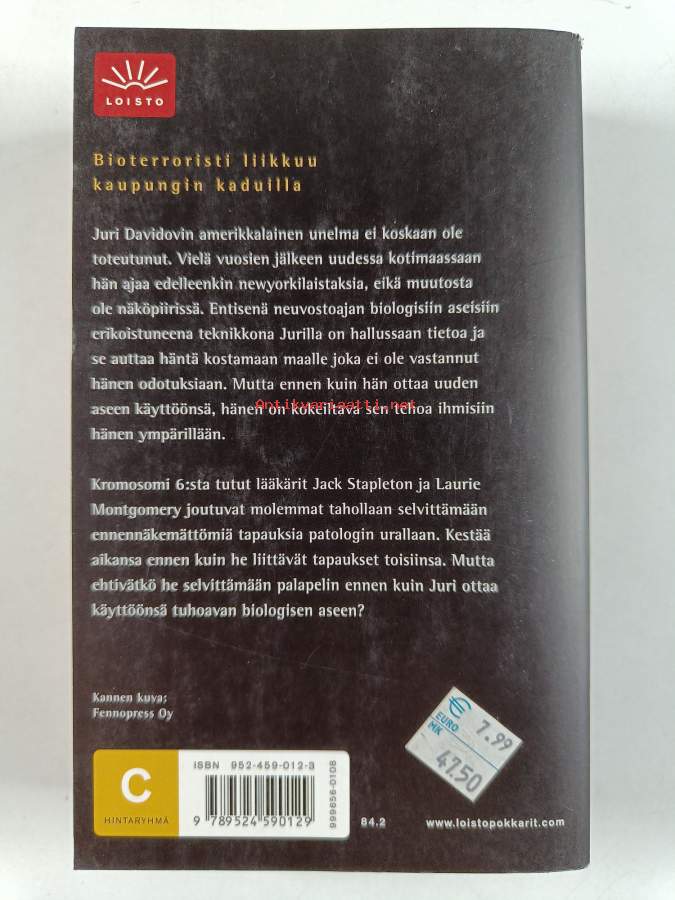 LOISTO
Bioterroristi liikkuu
kaupungin kaduilla
Juri Davidovin amerikkalainen unelma ei koskaan ole
toteutunut. Vielä vuosien jälkeen uudessa kotimaassaan
hän ajaa edelleenkin newyorkilaistaksia, eikä muutosta
ole näköpiirissä. Entisenä neuvostoajan biologisiin aseisiin
erikoistuneena teknikkona Jurilla on hallussaan tietoa ja
se auttaa häntä kostamaan maalle joka ei ole vastannut
hänen odotuksiaan. Mutta ennen kuin hän ottaa uuden
aseen käyttöönsä, hänen on kokeiltava sen tehoa ihmisiin
Antikvariaatti.net
hänen ympärillään.
Kromosomi 6:sta tutut lääkärit Jack Stapleton ja Laurie
Montgomery joutuvat molemmat tahollaan selvittämään
ennennäkemättömiä tapauksia patologin urallaan. Kestää
aikansa ennen kuin he liittävät tapaukset toisiinsa. Mutta
ehtivätkö he selvittämään palapelin ennen kuin Juri ottaa
käyttöönsä tuhoavan biologisen aseen?
Kannen kuva:
Fennopress Oy
€ 7.99
EURO
MK
47.50
C
HINTARYHMÄ
ISBN 952-459-012-3
9 789524 590129
999656-0108
84.2
www.loistopokkarit.com